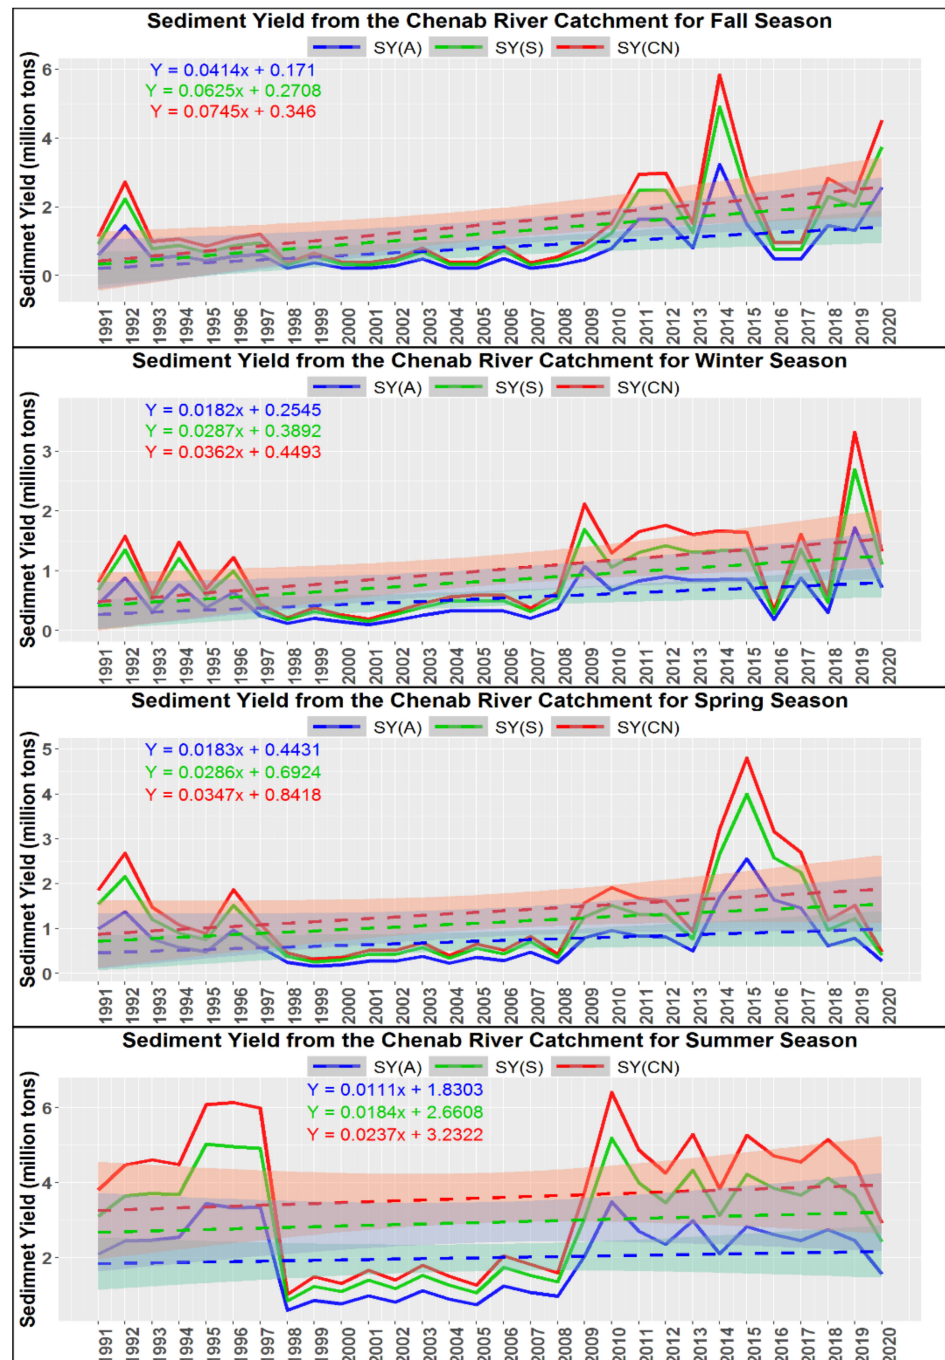 Sediment Yield from the Chenab River Catchment for Fall Season
SY(A) SY(S) SY(CN)
Y = 0.0414x + 0.171
Y = 0.0625x + 0.2708
Y = 0.0745x + 0.346
Sedimnet Yield (million tons)
6
4
2
0
1991 1992 1993 1994 1995 1996 1997 1998 1999 2000 2001 2002 2003 2004 2005 2006 2007 2008 2009 2010 2011 2012 2013 2014 2015 2016 2017 2018 2019 2020
Sediment Yield from the Chenab River Catchment for Winter Season
SY(A) SY(S) SY(CN)
Y = 0.0182x + 0.2545
Y = 0.0287x + 0.3892
Y = 0.0362x + 0.4493
Sedimnet Yield (million tons)
3
2
1
0
1991 1992 1993 1994 1995 1996 1997 1998 1999 2000 2001 2002 2003 2004 2005 2006 2007 2008 2009 2010 2011 2012 2013 2014 2015 2016 2017 2018 2019 2020
Sediment Yield from the Chenab River Catchment for Spring Season
SY(A) SY(S) SY(CN)
Y = 0.0183x + 0.4431
Y = 0.0286x + 0.6924
Y = 0.0347x + 0.8418
Sedimnet Yield (million tons)
5
4
3
2
1
0
1991 1992 1993 1994 1995 1996 1997 1998 1999 2000 2001 2002 2003 2004 2005 2006 2007 2008 2009 2010 2011 2012 2013 2014 2015 2016 2017 2018 2019 2020
Sediment Yield from the Chenab River Catchment for Summer Season
SY(A) SY(S) SY(CN)
Y = 0.0111x + 1.8303
Y = 0.0184x + 2.6608
Y = 0.0237x + 3.2322
Sedimnet Yield (million tons)
6
4
2
1991 1992 1993 1994 1995 1996 1997 1998 1999 2000 2001 2002 2003 2004 2005 2006 2007 2008 2009 2010 2011 2012 2013 2014 2015 2016 2017 2018 2019 2020